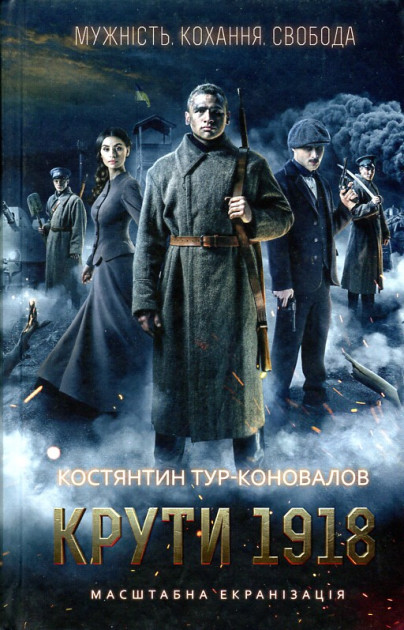 МУЖНІСТЬ. КОХАННЯ. СВОБОДА
КОСТЯНТИН ТУР-КОНОВАЛОВ
КРУТИ 1918
МАСШТАБНА ЕКРАНІЗАЦІЯ